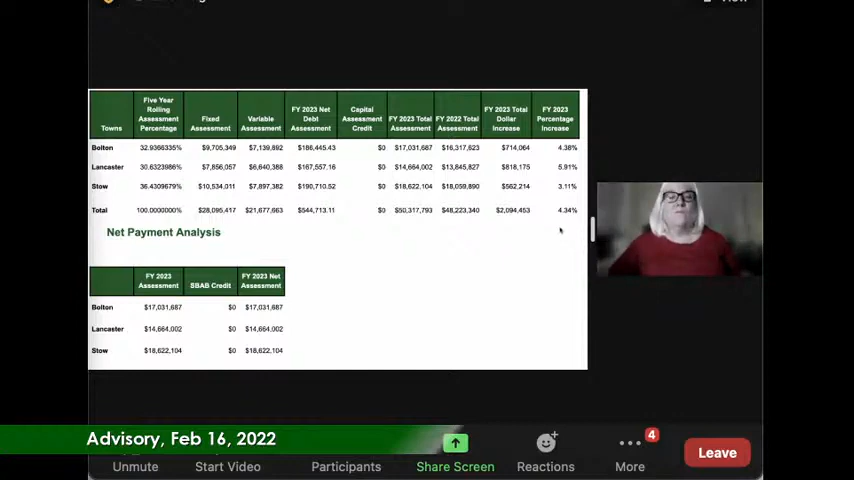 Towns Five Year Rolling Assessment Percentage Fixed Assessment Variable Assessment FY 2023 Net Debt Assessment Capital Assessment Credit FY 2023 Total Assessment FY 2022 Total Assessment FY 2023 Total Dollar Increase FY 2023 Percentage Increase
Bolton 32.9366335% $9,705,349 $7,139,892 $186,445.43 $0 $17,031,687 $16,317,623 $714,064 4.38%
Lancaster 30.6323986% $7,856,057 $6,640,388 $167,557.16 $0 $14,664,002 $13,845,827 $818,175 5.91%
Stow 36.4309679% $10,534,011 $7,897,382 $190,710.52 $0 $18,622,104 $18,059,890 $562,214 3.11%
Total 100.0000000% $28,095,417 $21,677,663 $544,713.11 $0 $50,317,793 $48,223,340 $2,094,453 4.34%
Net Payment Analysis
FY 2023 Assessment SBAB Credit FY 2023 Net Assessment
Bolton $17,031,687 $0 $17,031,687
Lancaster $14,664,002 $0 $14,664,002
Stow $18,622,104 $0 $18,622,104
Advisory, Feb 16, 2022
4
Leave
Unmute Start Video Participants Share Screen Reactions More